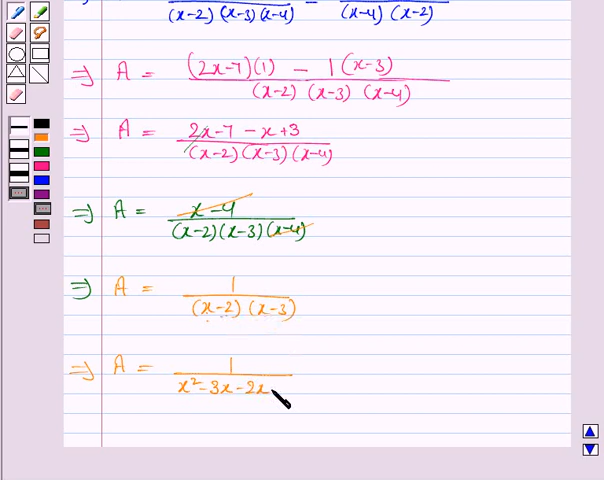 (x-2) (x-3)(x-4) - (x-4) (x-2)
⇒ A = (2x-7)(1) - 1(x-3)
(x-2) (x-3) (x-4)
⇒ A = 2x-7-x+3
(x-2)(x-3)(x-4)
⇒ A = x-4
(x-2)(x-3)(x-4)
⇒ A = 1
(x-2) (x-3)
⇒ A = 1
x²-3x-2x